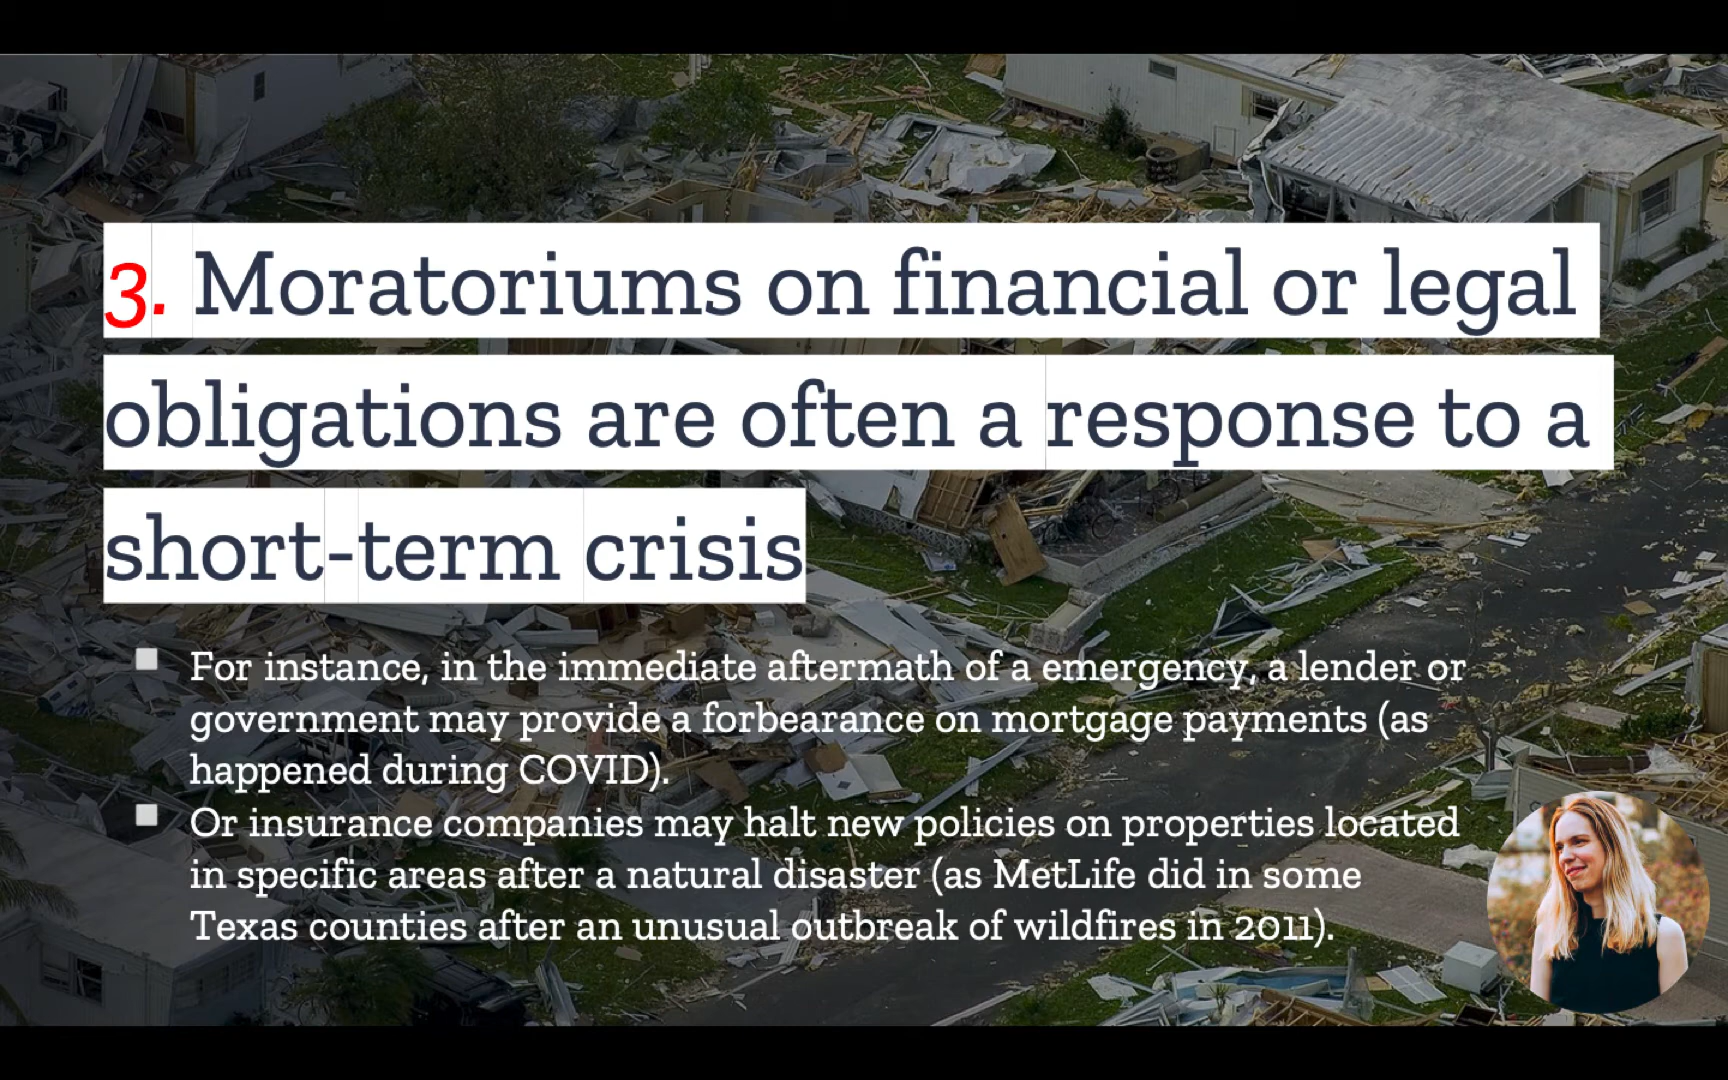 3. Moratoriums on financial or legal
obligations are often a response to a
short-term crisis
For instance, in the immediate aftermath of a emergency, a lender or
government may provide a forbearance on mortgage payments (as
happened during COVID).
Or insurance companies may halt new policies on properties located
in specific areas after a natural disaster (as MetLife did in some
Texas counties after an unusual outbreak of wildfires in 2011).